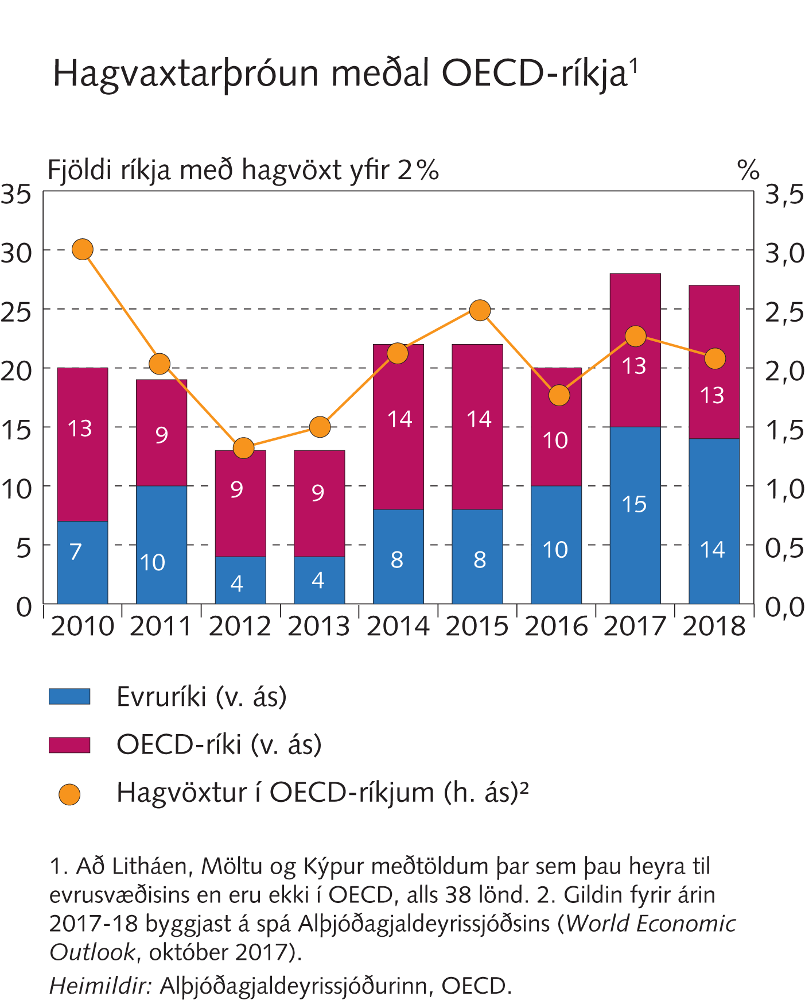 Hagvaxtarþróun meðal OECD-ríkja¹
Fjöldi ríkja með hagvöxt yfir 2% %
35 3,5
30 3,0
25 2,5
20 2,0
15 1,5
10 1,0
5 0,5
0 0,0
13 9 9 9 14 14 10 13 13
7 10 4 4 8 8 10 15 14
2010 2011 2012 2013 2014 2015 2016 2017 2018
Evruríki (v. ás)
OECD-ríki (v. ás)
Hagvöxtur í OECD-ríkjum (h. ás)²
1. Að Litháen, Möltu og Kýpur meðtöldum þar sem þau heyra til
evrusvæðisins en eru ekki í OECD, alls 38 lönd. 2. Gildin fyrir árin
2017-18 byggjast á spá Alþjóðagjaldeyrissjóðsins (World Economic
Outlook, október 2017).
Heimildir: Alþjóðagjaldeyrissjóðurinn, OECD.